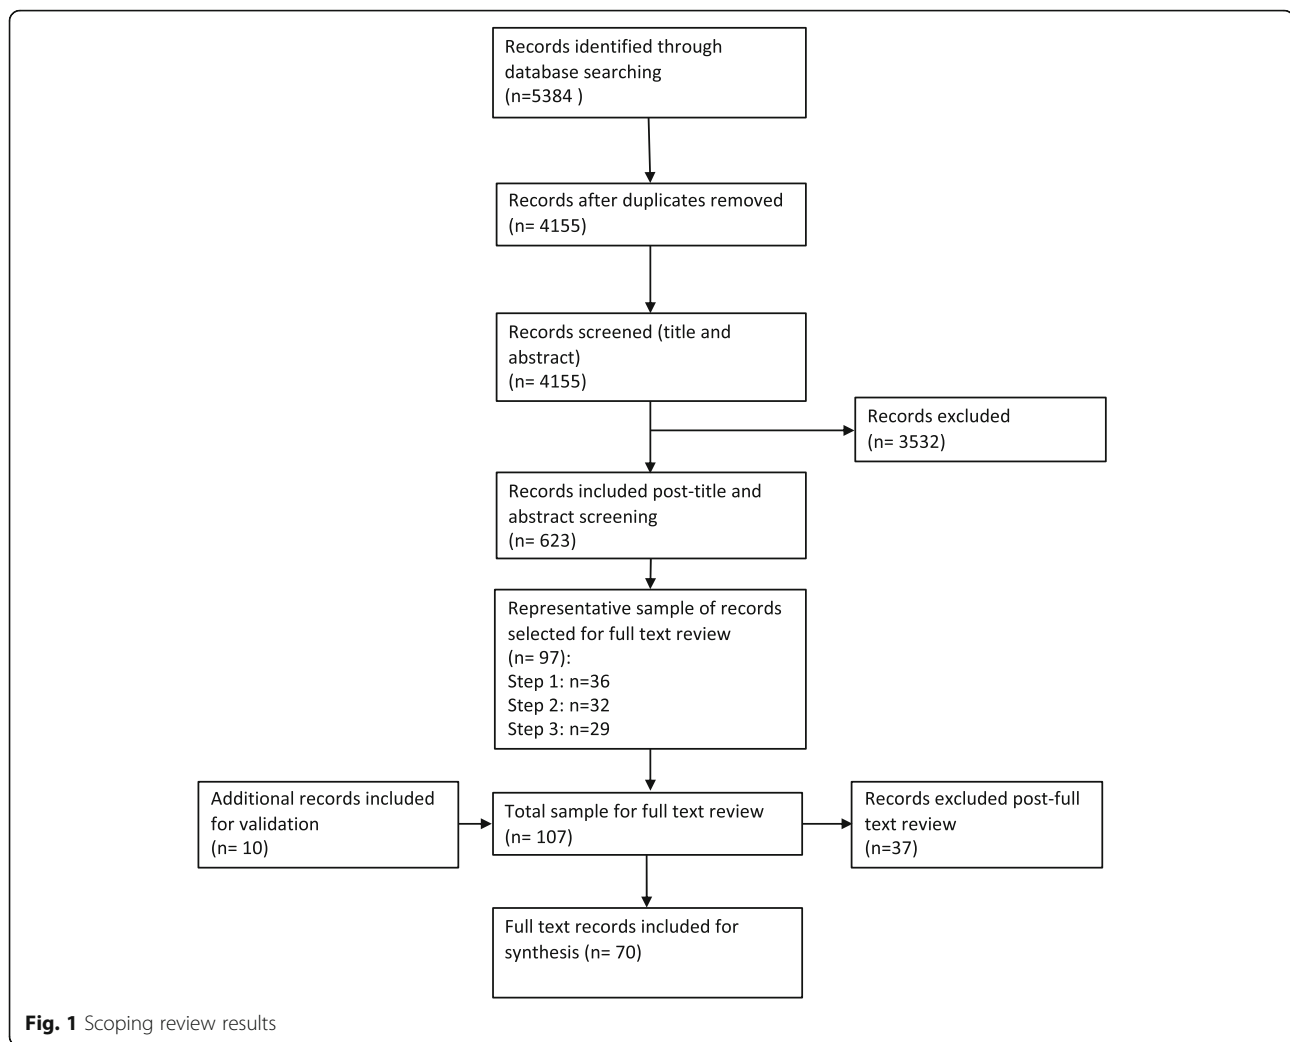 Records identified through
database searching
(n=5384 )
Records after duplicates removed
(n= 4155)
Records screened (title and
abstract)
(n= 4155)
Records excluded
(n= 3532)
Records included post-title and
abstract screening
(n= 623)
Representative sample of records
selected for full text review
(n= 97):
Step 1: n=36
Step 2: n=32
Step 3: n=29
Additional records included
for validation
(n= 10)
Total sample for full text review
(n= 107)
Records excluded post-full
text review
(n=37)
Full text records included for
synthesis (n= 70)
Fig. 1 Scoping review results